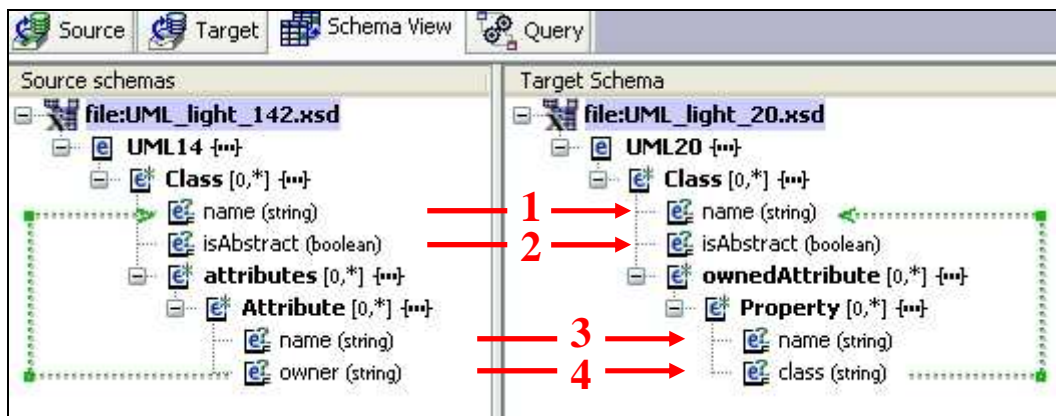 Source Target Schema View Query
Source schemas
file:UML_light_142.xsd
UML14 {...}
Class [0,*] {...}
name (string)
isAbstract (boolean)
attributes [0,*] {...}
Attribute [0,*] {...}
name (string)
owner (string)
1
2
3
4
Target Schema
file:UML_light_20.xsd
UML20 {...}
Class [0,*] {...}
name (string)
isAbstract (boolean)
ownedAttribute [0,*] {...}
Property [0,*] {...}
name (string)
class (string)